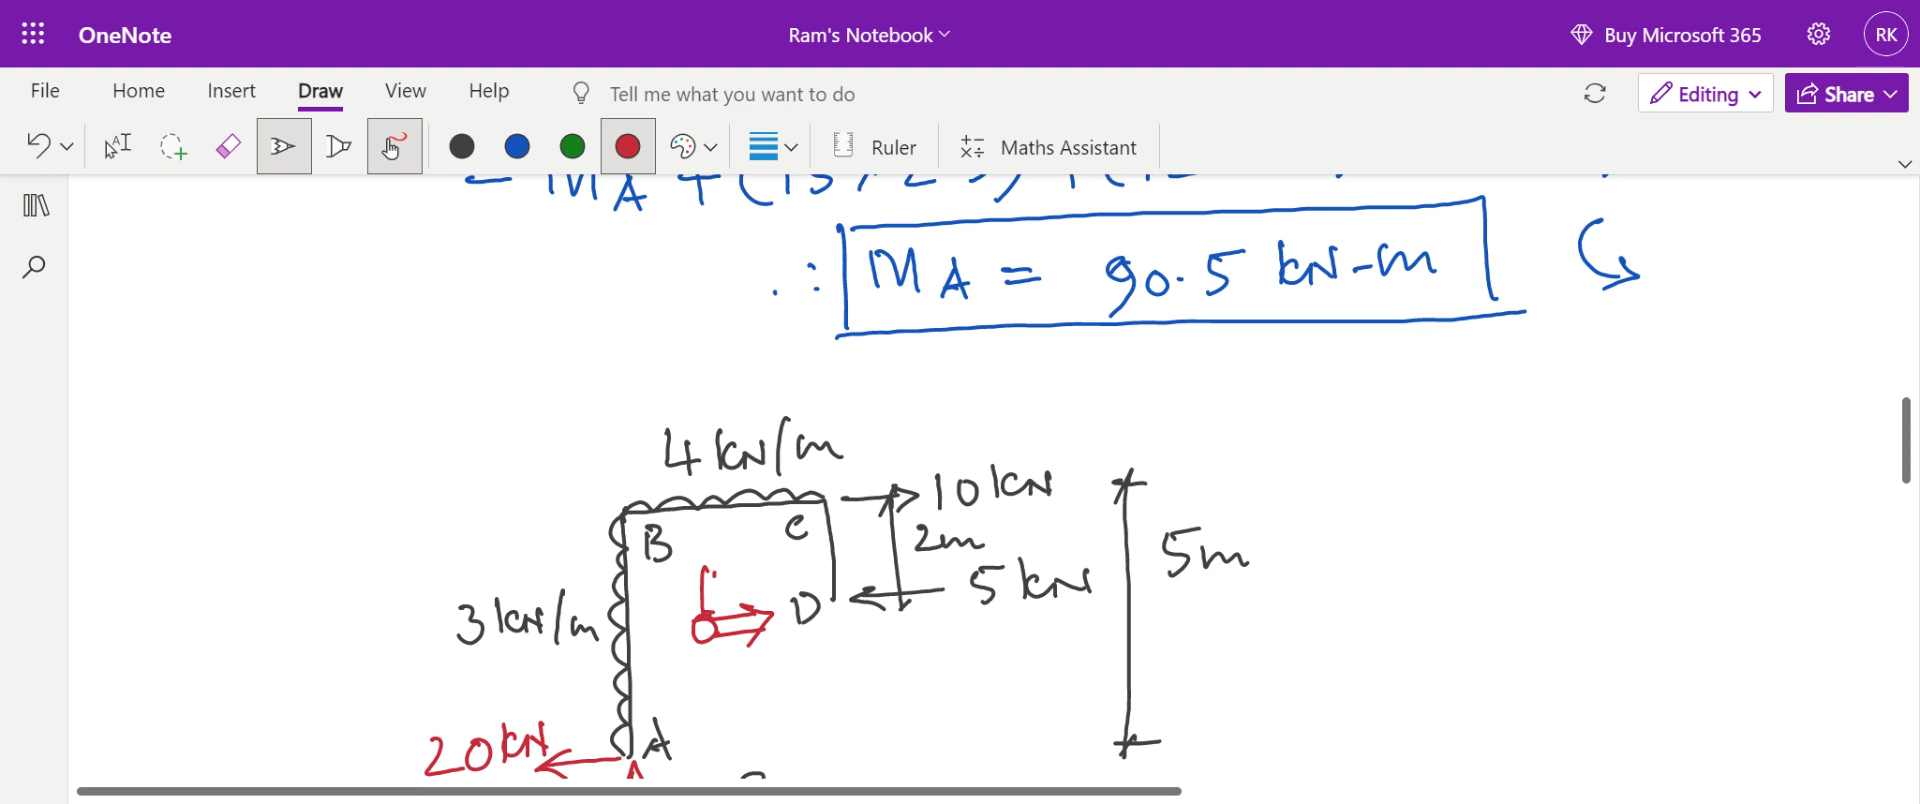 OneNote
Ram's Notebook
Buy Microsoft 365
RK
File Home Insert Draw View Help
Tell me what you want to do
Editing
Share
Ruler
Maths Assistant
∴ MA = 90.5 kN-m
4 kN/m
10 kN
B
C
2m
5m
3 kN/m
D
5 kN
20 kN
A